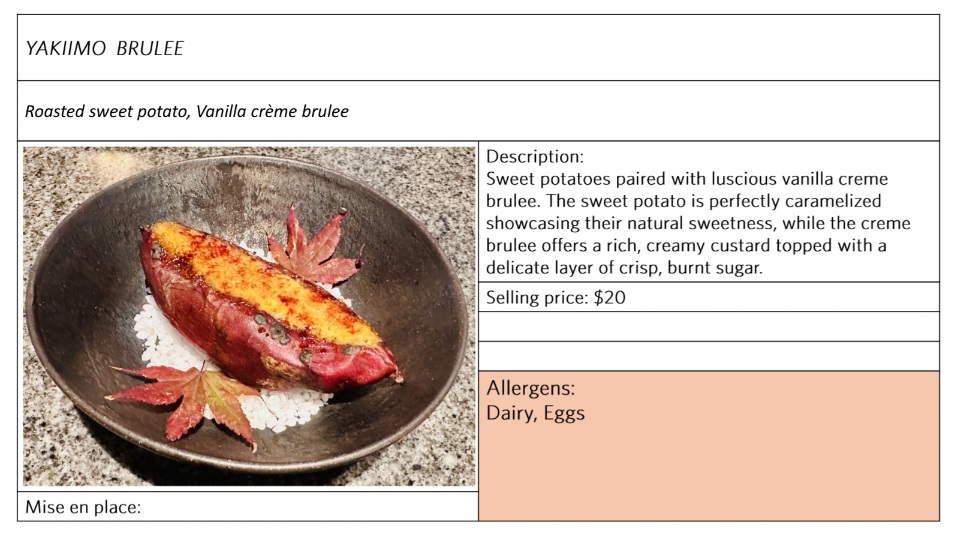 YAKIIMO BRULEE
Roasted sweet potato, Vanilla crème brulee
Description:
Sweet potatoes paired with luscious vanilla creme
brulee. The sweet potato is perfectly caramelized
showcasing their natural sweetness, while the creme
brulee offers a rich, creamy custard topped with a
delicate layer of crisp, burnt sugar.
Selling price: $20
Allergens:
Dairy, Eggs
Mise en place: